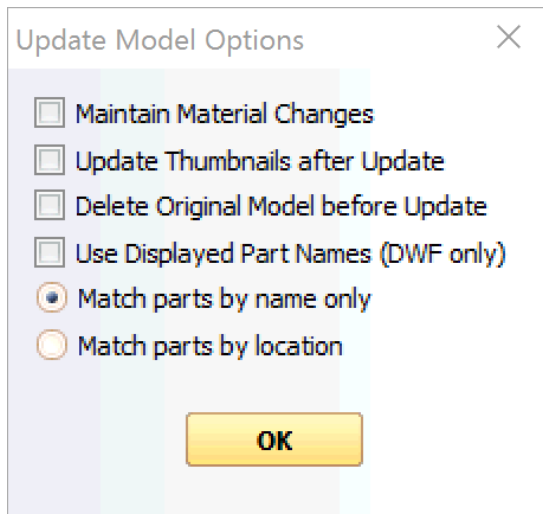 Update Model Options
Maintain Material Changes
Update Thumbnails after Update
Delete Original Model before Update
Use Displayed Part Names (DWF only)
Match parts by name only
Match parts by location
OK